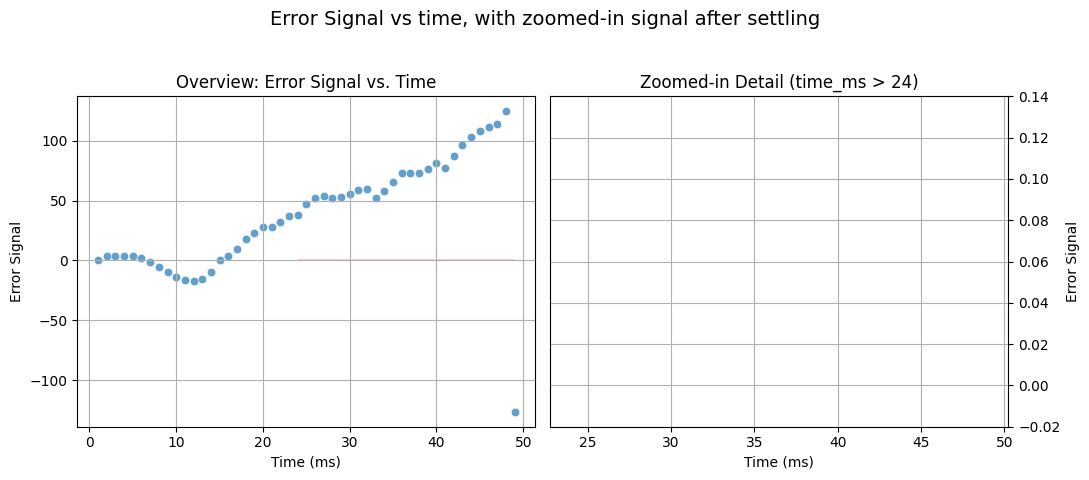 Error Signal vs time, with zoomed-in signal after settling
Overview: Error Signal vs. Time
Error Signal
100
50
0
−50
−100
0 10 20 30 40 50
Time (ms)
Zoomed-in Detail (time_ms > 24)
0.14
0.12
0.10
0.08
0.06
0.04
0.02
0.00
−0.02
Error Signal
25 30 35 40 45 50
Time (ms)